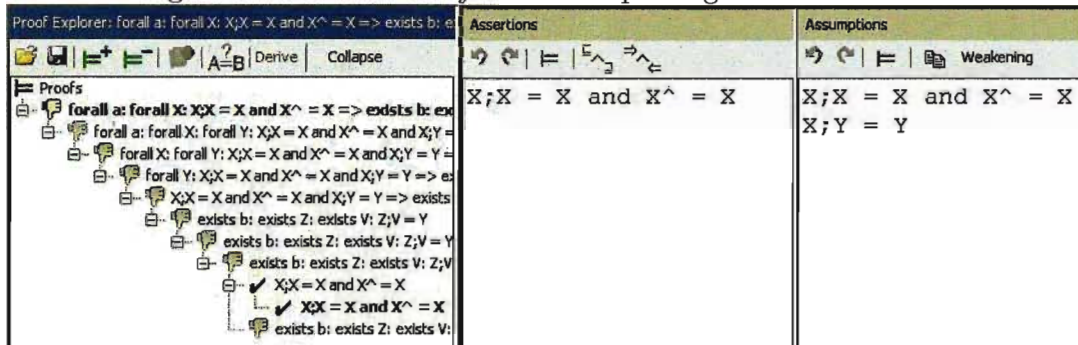 Proof Explorer: forall a: forall X: X;X = X and X^ = X => exists b: e
Derive Collapse
Proofs
forall a: forall X: X;X = X and X^ = X => exists b: ex
forall a: forall X: forall Y: X;X = X and X^ = X and X;Y =
forall X: forall Y: X;X = X and X^ = X and X;Y = Y =
forall Y: X;X = X and X^ = X and X;Y = Y => e
X;X = X and X^ = X and X;Y = Y => exists
exists b: exists Z: exists V: Z;V = Y
exists b: exists Z: exists V: Z;V = Y
exists b: exists Z: exists V: Z;V
X;X = X and X^ = X
X;X = X and X^ = X
exists b: exists Z: exists V:
Assertions
X;X = X and X^ = X
Assumptions
Weakening
X;X = X and X^ = X
X;Y = Y